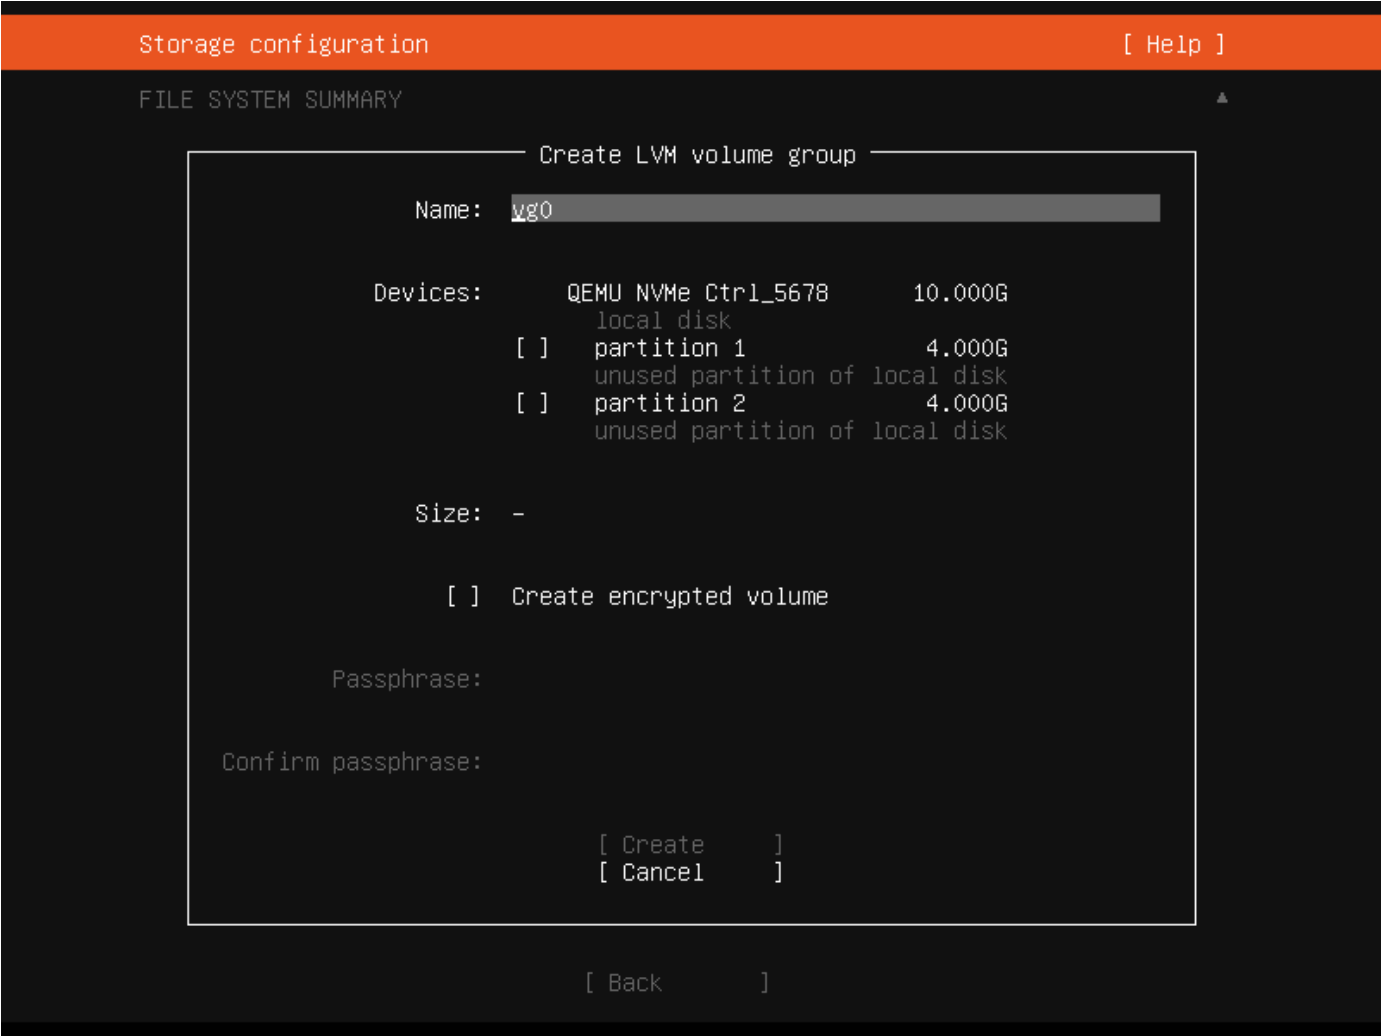 Storage configuration [ Help ]
FILE SYSTEM SUMMARY ▲
Create LVM volume group
Name: vg0
Devices: QEMU NVMe Ctrl_5678 10.000G
local disk
[ ] partition 1 4.000G
unused partition of local disk
[ ] partition 2 4.000G
unused partition of local disk
Size: -
[ ] Create encrypted volume
Passphrase:
Confirm passphrase:
[ Create ]
[ Cancel ]
[ Back ]